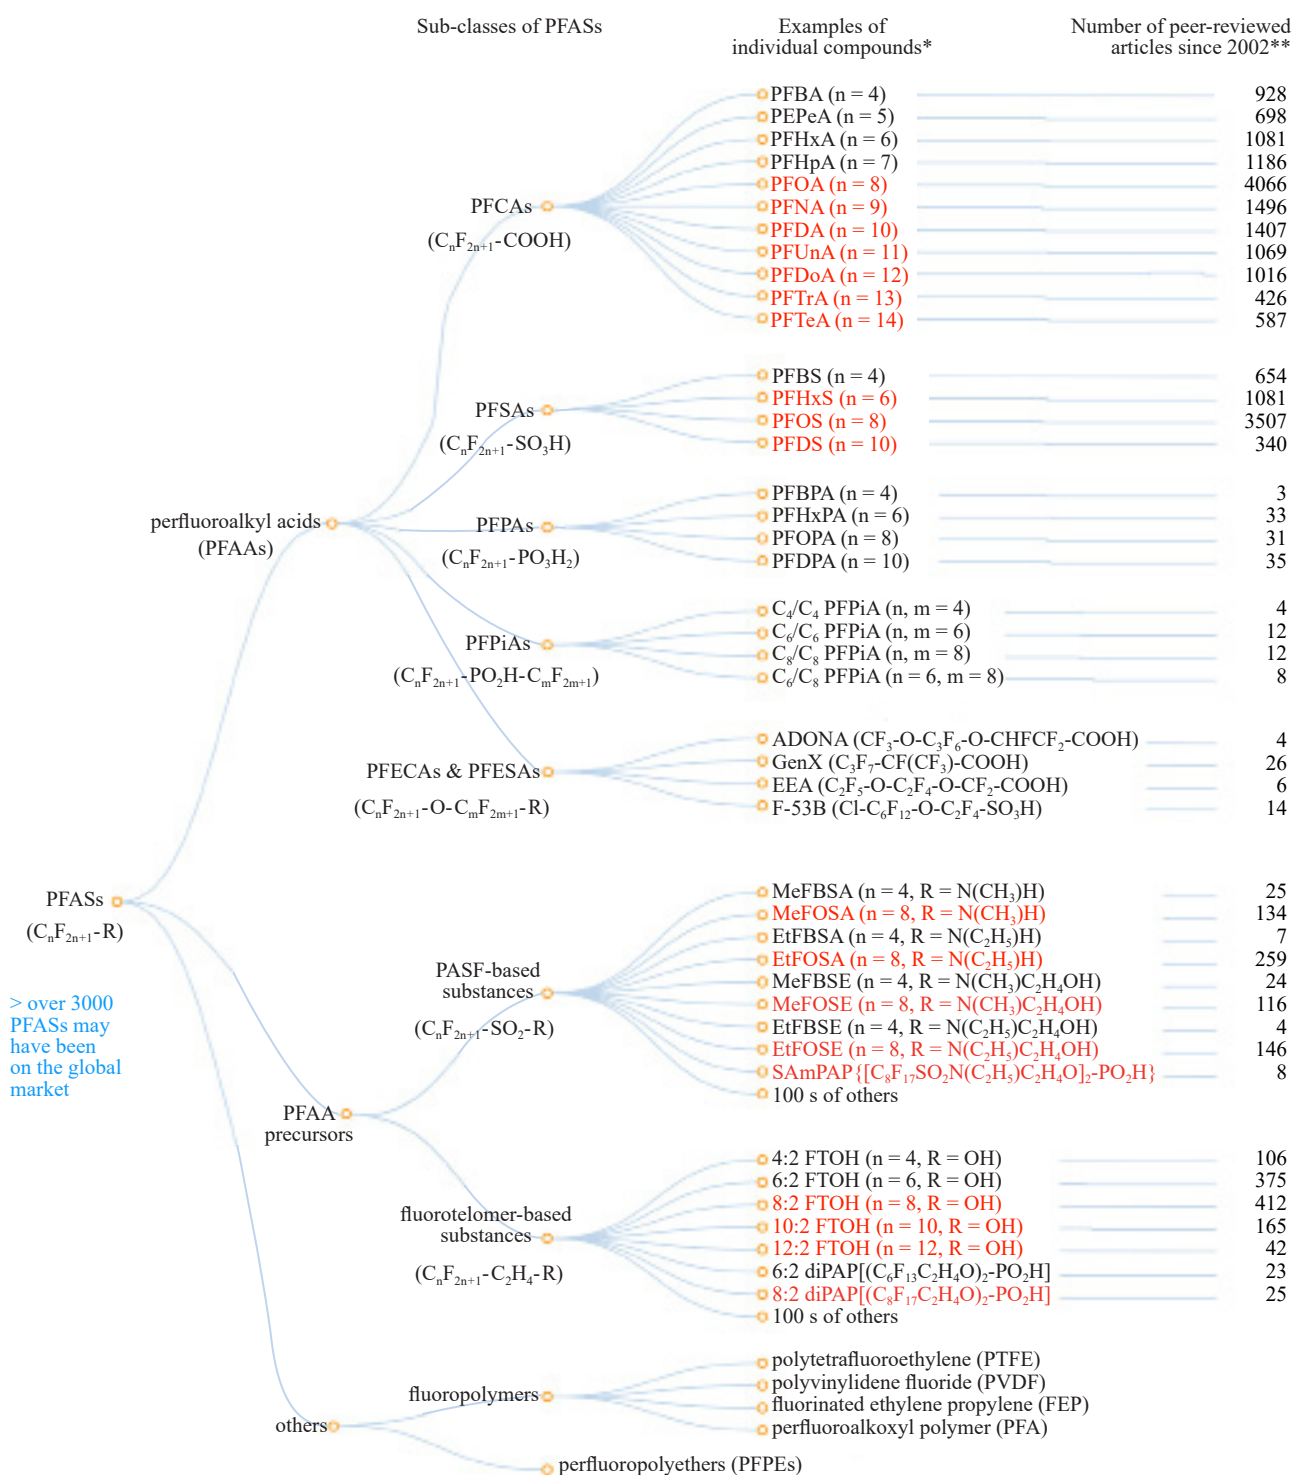 Sub-classes of PFASs
Examples of
individual compounds*
Number of peer-reviewed
articles since 2002**
PFBA (n = 4) 928
PEPeA (n = 5) 698
PFHxA (n = 6) 1081
PFHpA (n = 7) 1186
PFOA (n = 8) 4066
PFNA (n = 9) 1496
PFDA (n = 10) 1407
PFUnA (n = 11) 1069
PFDoA (n = 12) 1016
PFTrA (n = 13) 426
PFTeA (n = 14) 587
PFCAs
(CₙF₂ₙ₊₁-COOH)
PFBS (n = 4) 654
PFHxS (n = 6) 1081
PFOS (n = 8) 3507
PFDS (n = 10) 340
PFSAs
(CₙF₂ₙ₊₁-SO₃H)
PFBPA (n = 4) 3
PFHxPA (n = 6) 33
PFOPA (n = 8) 31
PFDPA (n = 10) 35
perfluoroalkyl acids
(PFAAs)
PFPAs
(CₙF₂ₙ₊₁-PO₃H₂)
C₄/C₄ PFPiA (n, m = 4) 4
C₆/C₆ PFPiA (n, m = 6) 12
C₈/C₈ PFPiA (n, m = 8) 12
C₆/C₈ PFPiA (n = 6, m = 8) 8
PFPiAs
(CₙF₂ₙ₊₁-PO₂H-CₘF₂ₘ₊₁)
ADONA (CF₃-O-C₃F₆-O-CHFCF₂-COOH) 4
GenX (C₃F₇-CF(CF₃)-COOH) 26
EEA (C₂F₅-O-C₂F₄-O-CF₂-COOH) 6
F-53B (Cl-C₆F₁₂-O-C₂F₄-SO₃H) 14
PFECAs & PFESAs
(CₙF₂ₙ₊₁-O-CₘF₂ₘ₊₁-R)
PFASs
(CₙF₂ₙ₊₁-R)
> over 3000
PFASs may
have been
on the global
market
MeFBSA (n = 4, R = N(CH₃)H) 25
MeFOSA (n = 8, R = N(CH₃)H) 134
EtFBSA (n = 4, R = N(C₂H₅)H) 7
EtFOSA (n = 8, R = N(C₂H₅)H) 259
MeFBSE (n = 4, R = N(CH₃)C₂H₄OH) 24
MeFOSE (n = 8, R = N(CH₃)C₂H₄OH) 116
EtFBSE (n = 4, R = N(C₂H₅)C₂H₄OH) 4
EtFOSE (n = 8, R = N(C₂H₅)C₂H₄OH) 146
SAmPAP{[C₈F₁₇SO₂N(C₂H₅)C₂H₄O]₂-PO₂H} 8
100 s of others
PASF-based
substances
(CₙF₂ₙ₊₁-SO₂-R)
PFAA
precursors
4:2 FTOH (n = 4, R = OH) 106
6:2 FTOH (n = 6, R = OH) 375
8:2 FTOH (n = 8, R = OH) 412
10:2 FTOH (n = 10, R = OH) 165
12:2 FTOH (n = 12, R = OH) 42
6:2 diPAP[(C₆F₁₃C₂H₄O)₂-PO₂H] 23
8:2 diPAP[(C₈F₁₇C₂H₄O)₂-PO₂H] 25
100 s of others
fluorotelomer-based
substances
(CₙF₂ₙ₊₁-C₂H₄-R)
polytetrafluoroethylene (PTFE)
polyvinylidene fluoride (PVDF)
fluorinated ethylene propylene (FEP)
perfluoroalkoxyl polymer (PFA)
fluoropolymers
others
perfluoropolyethers (PFPEs)